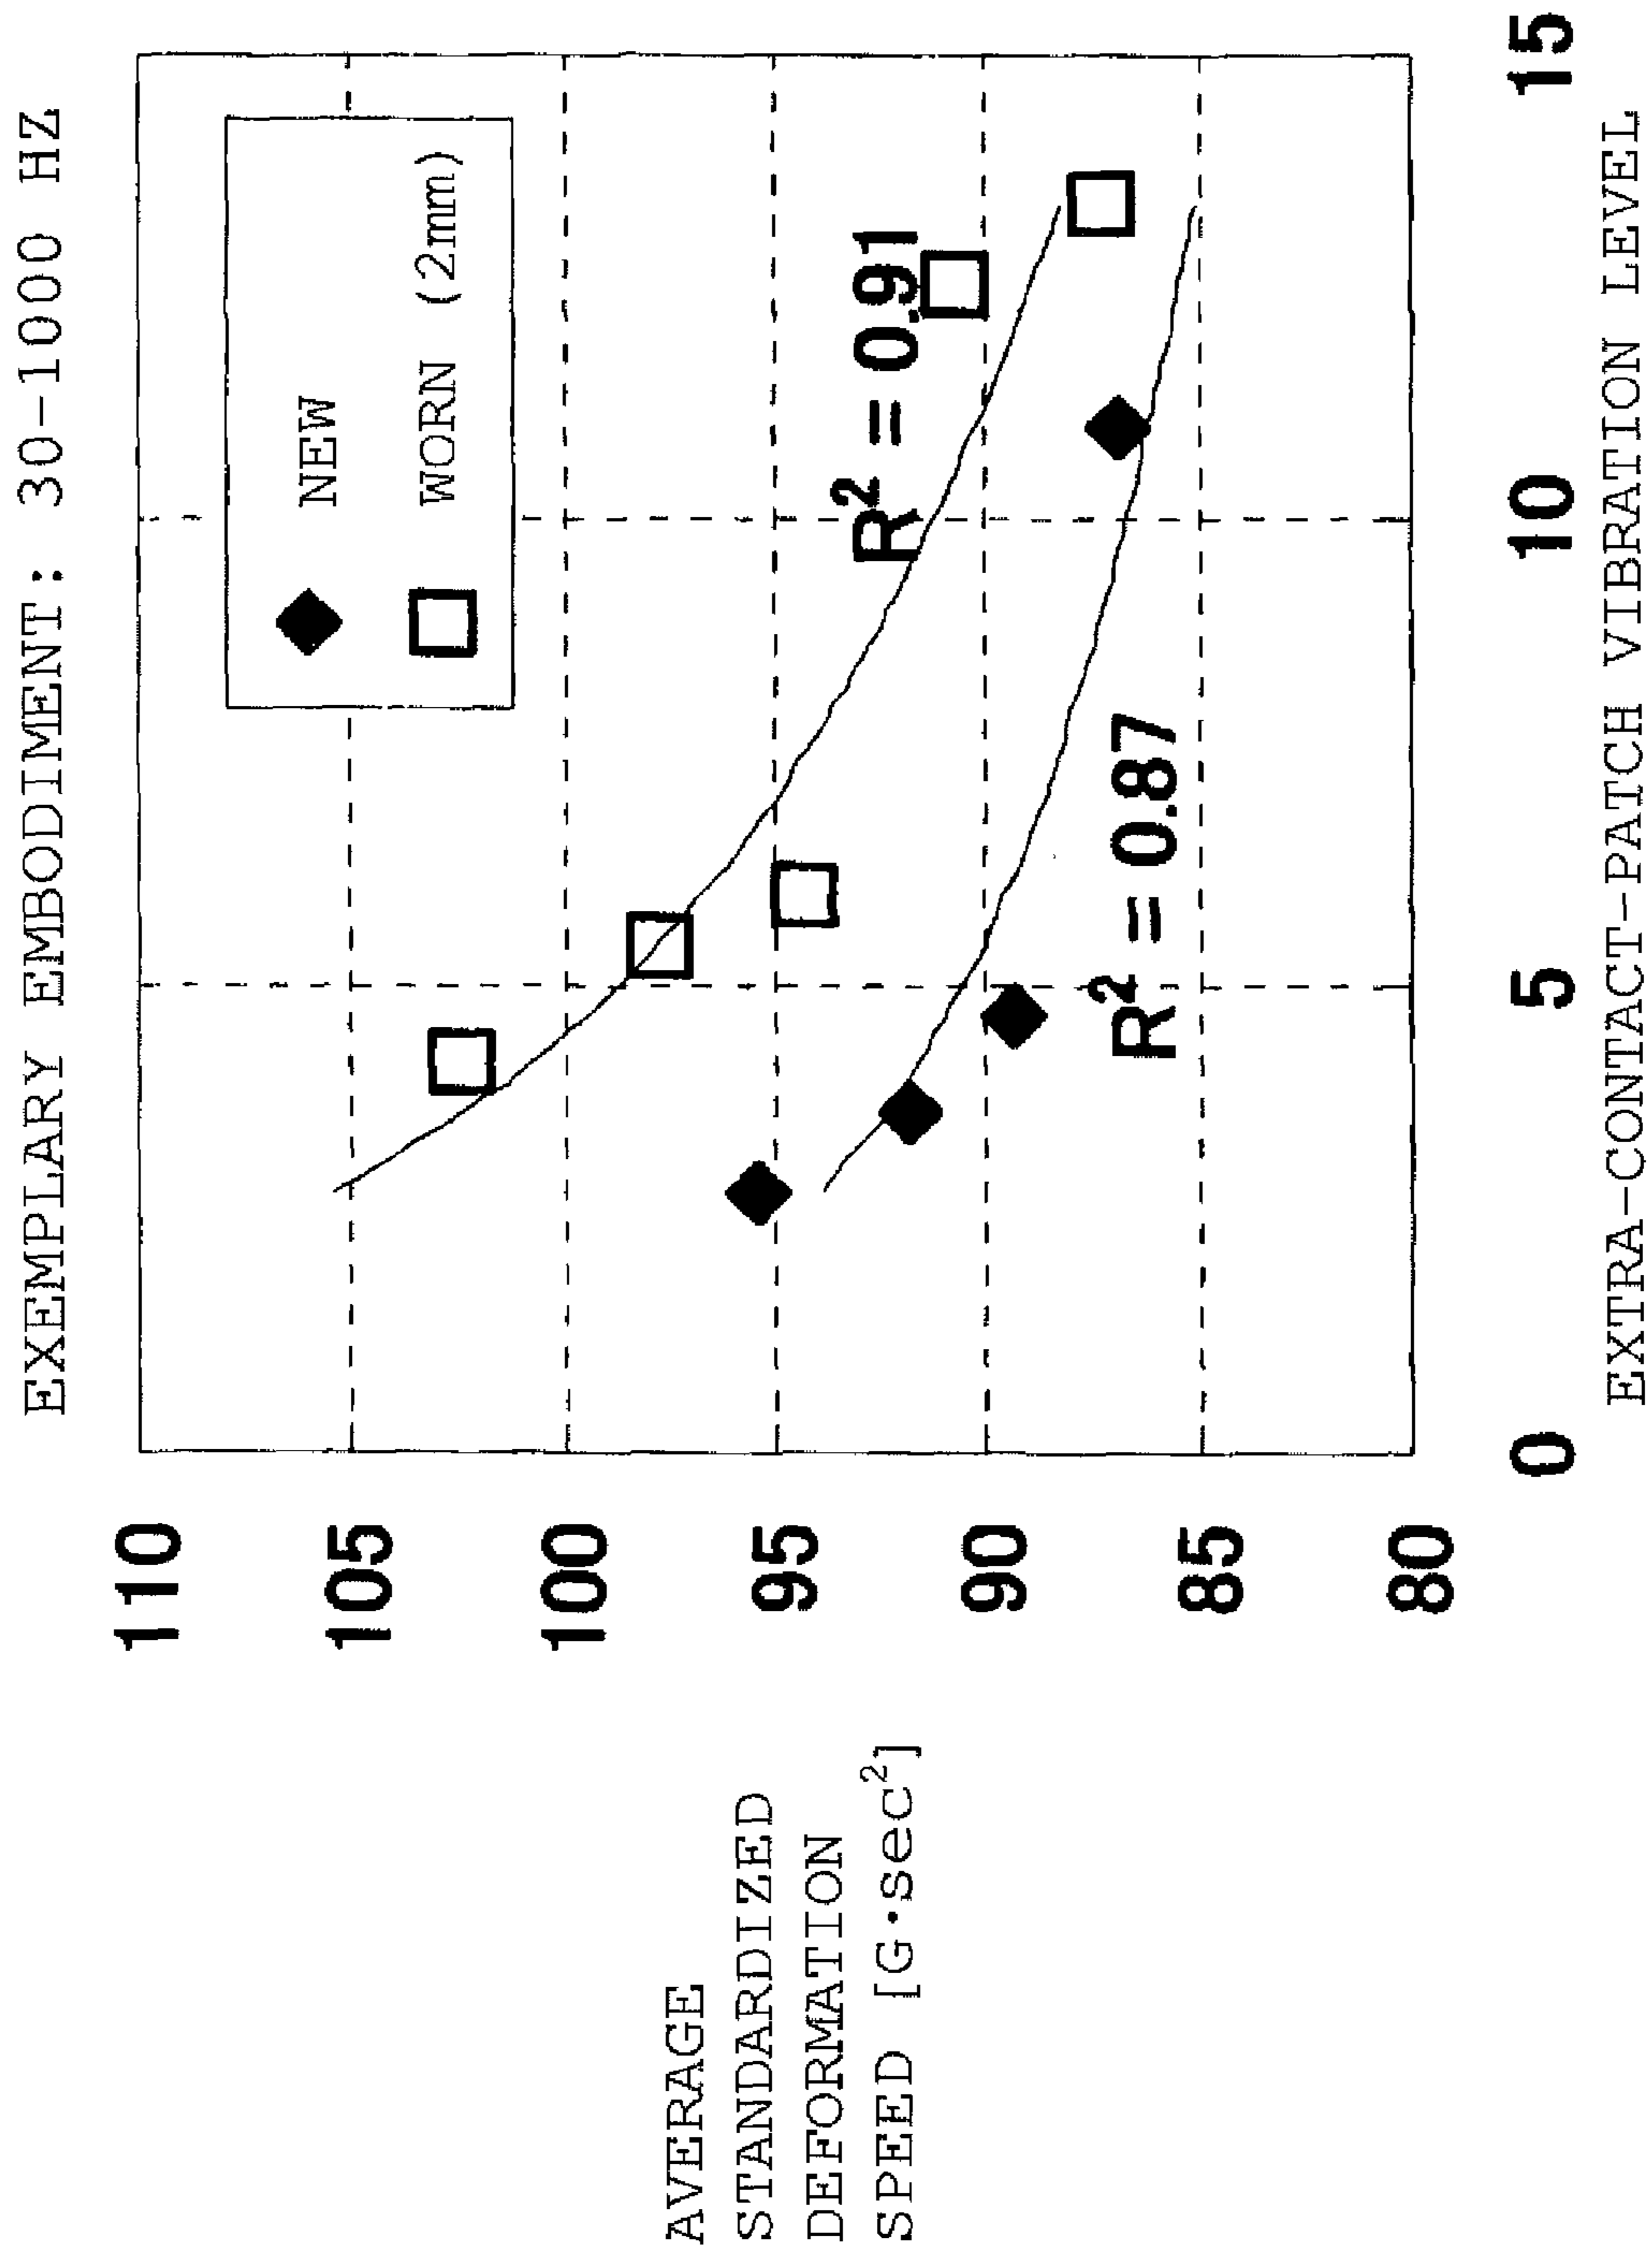 EXEMPLARY EMBODIMENT: 30-1000 HZ
110
105
100
95
90
85
80
AVERAGE
STANDARDIZED
DEFORMATION
SPEED [G·sec²]
NEW
WORN (2mm)
R² = 0.91
R² = 0.87
0
5
10
15
EXTRA-CONTACT-PATCH VIBRATION LEVEL